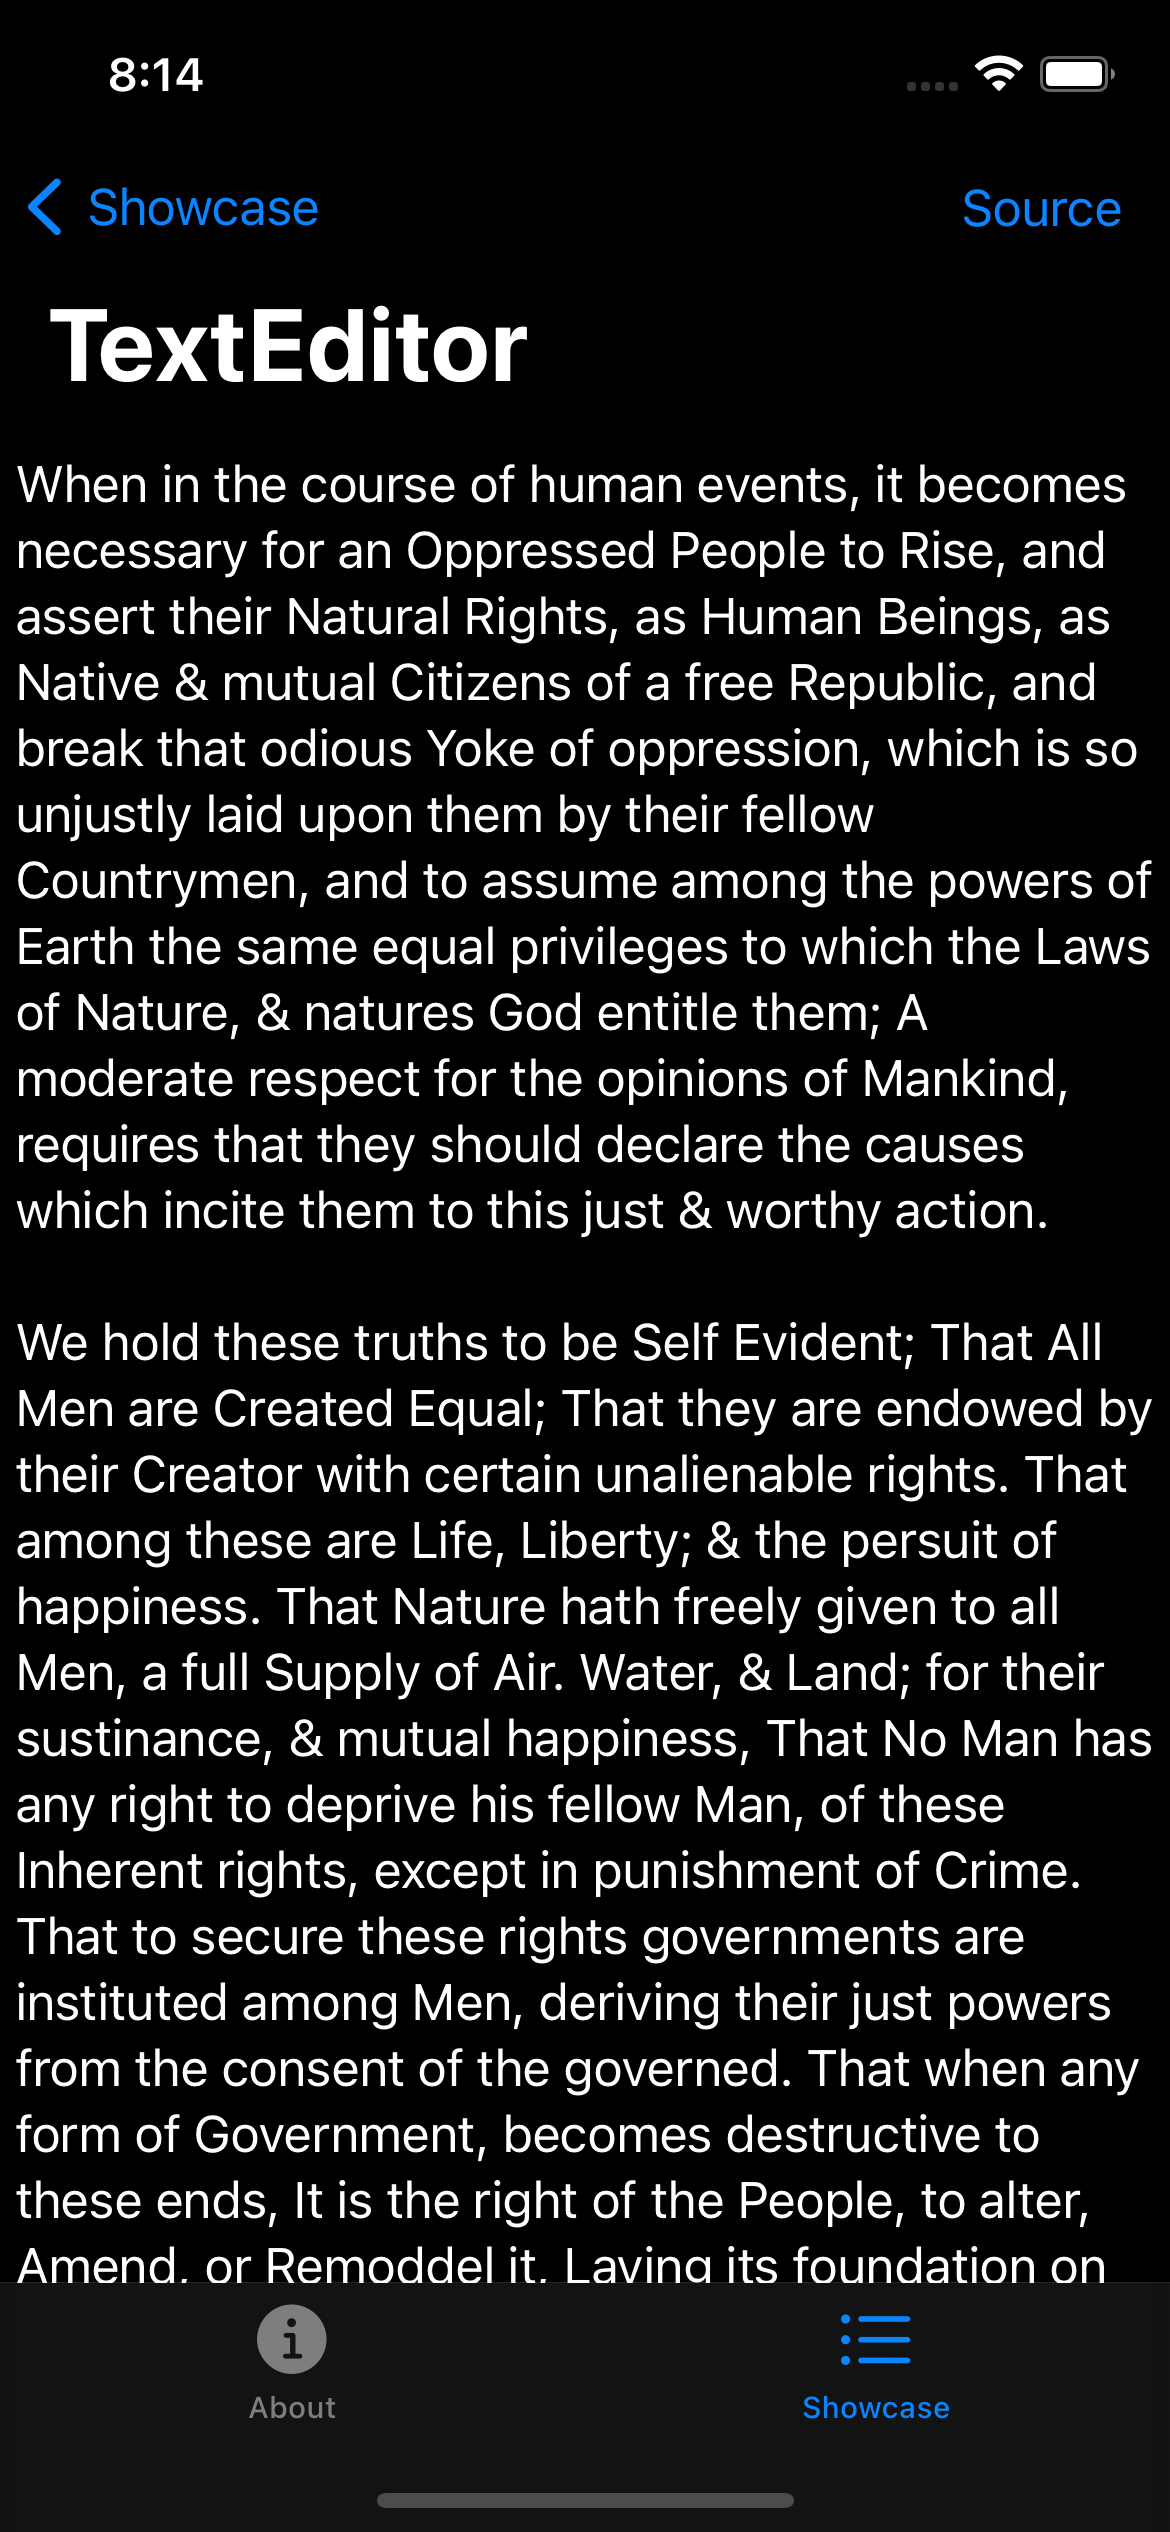 8:14
Showcase
Source
TextEditor
When in the course of human events, it becomes
necessary for an Oppressed People to Rise, and
assert their Natural Rights, as Human Beings, as
Native & mutual Citizens of a free Republic, and
break that odious Yoke of oppression, which is so
unjustly laid upon them by their fellow
Countrymen, and to assume among the powers of
Earth the same equal privileges to which the Laws
of Nature, & natures God entitle them; A
moderate respect for the opinions of Mankind,
requires that they should declare the causes
which incite them to this just & worthy action.
We hold these truths to be Self Evident; That All
Men are Created Equal; That they are endowed by
their Creator with certain unalienable rights. That
among these are Life, Liberty; & the persuit of
happiness. That Nature hath freely given to all
Men, a full Supply of Air. Water, & Land; for their
sustinance, & mutual happiness, That No Man has
any right to deprive his fellow Man, of these
Inherent rights, except in punishment of Crime.
That to secure these rights governments are
instituted among Men, deriving their just powers
from the consent of the governed. That when any
form of Government, becomes destructive to
these ends, It is the right of the People, to alter,
Amend, or Remoddel it, Laying its foundation on
About
Showcase